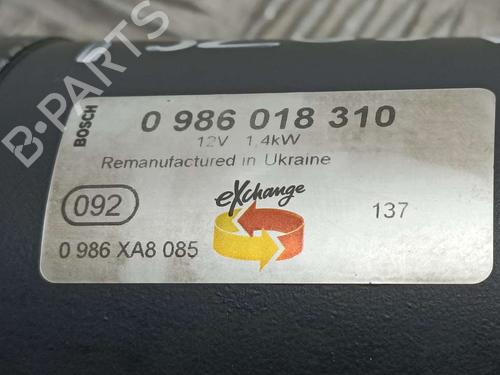 B-PARTS
BOSCH
0 986 018 310
12V 1,4kW
Remanufactured in Ukraine
092
eXchange
137
0 986 XA8 085